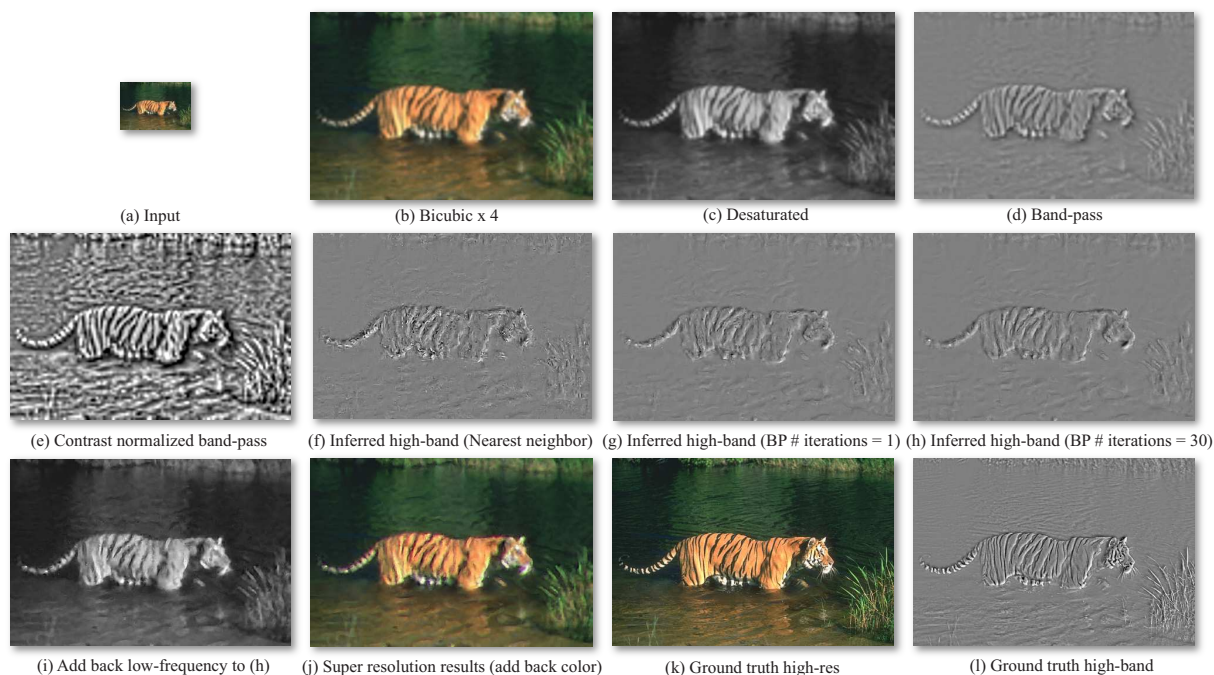 (a) Input
(b) Bicubic x 4
(c) Desaturated
(d) Band-pass
(e) Contrast normalized band-pass
(f) Inferred high-band (Nearest neighbor)
(g) Inferred high-band (BP # iterations = 1)
(h) Inferred high-band (BP # iterations = 30)
(i) Add back low-frequency to (h)
(j) Super resolution results (add back color)
(k) Ground truth high-res
(l) Ground truth high-band